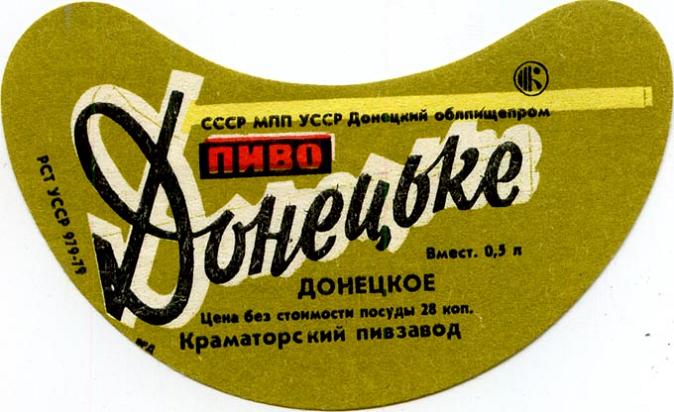 СССР МПП УССР Донецкий облпищепром
ПИВО
Донецьке
РСТ УССР 979-79
Вмест. 0,5 л
ДОНЕЦКОЕ
Цена без стоимости посуды 28 коп.
Краматорский пивзавод